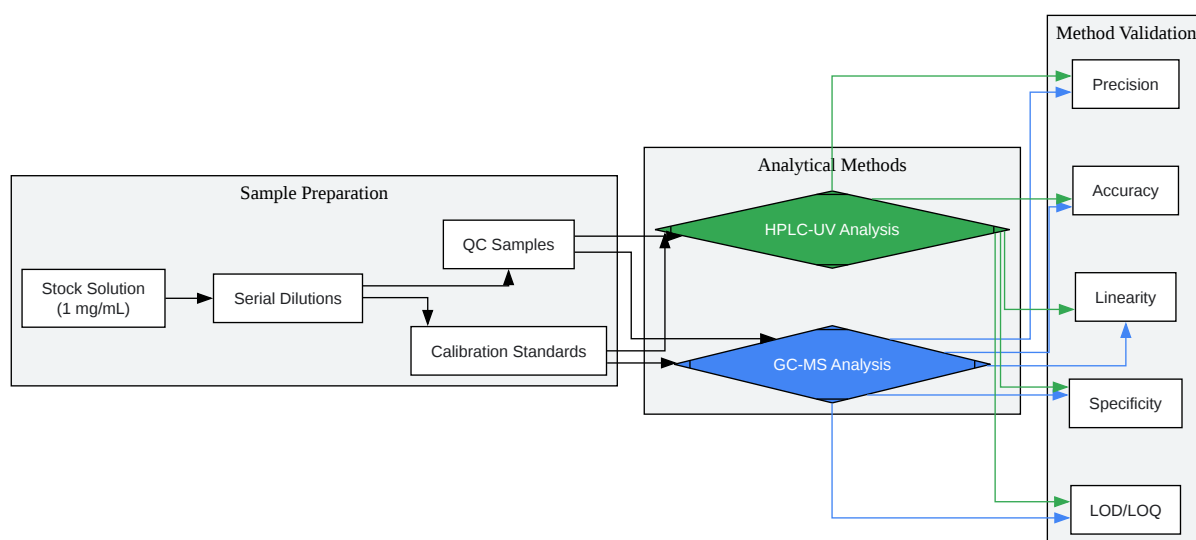 Sample Preparation
Stock Solution
(1 mg/mL)
Serial Dilutions
QC Samples
Calibration Standards
Analytical Methods
HPLC-UV Analysis
GC-MS Analysis
Method Validation
Precision
Accuracy
Linearity
Specificity
LOD/LOQ